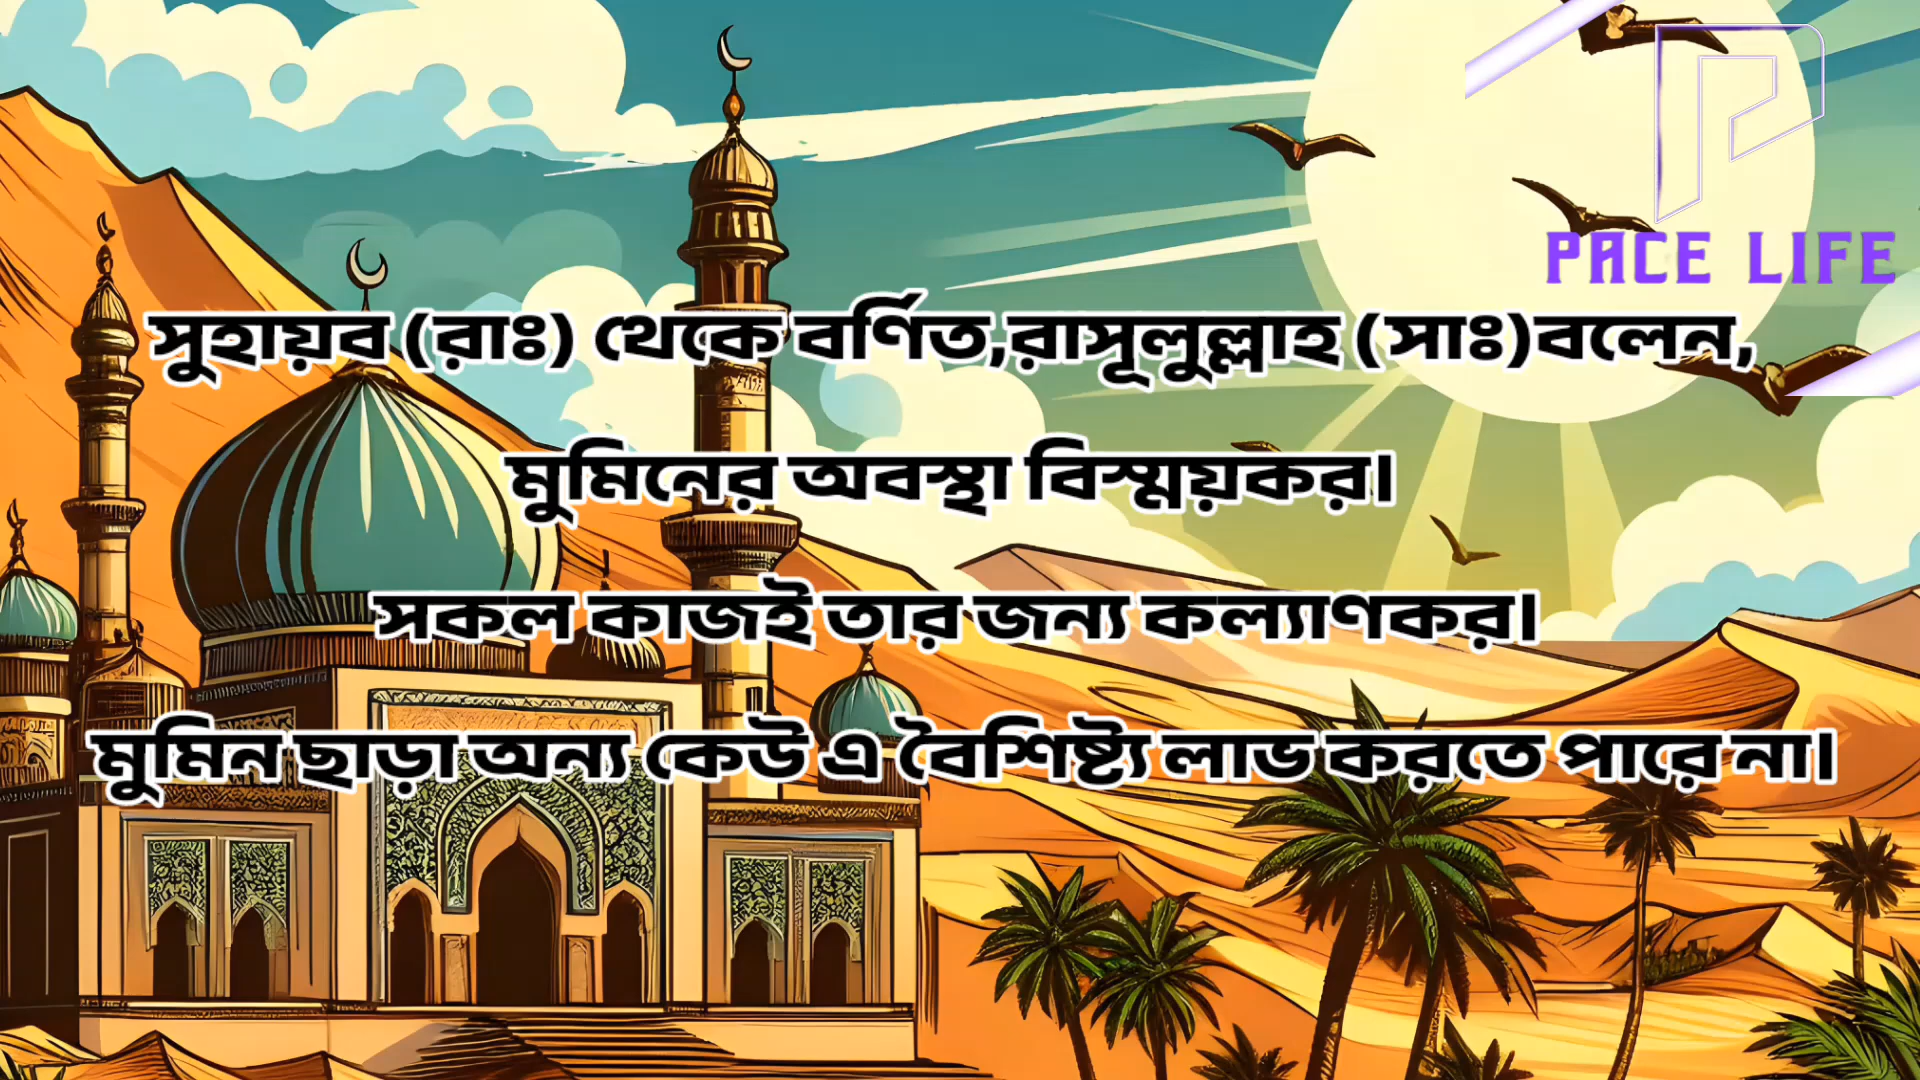 PACE LIFE
সুহায়ব (রাঃ) থেকে বর্ণিত,রাসূলুল্লাহ (সাঃ)বলেন,
মুমিনের অবস্থা বিস্ময়কর।
সকল কাজই তার জন্য কল্যাণকর।
মুমিন ছাড়া অন্য কেউ এ বৈশিষ্ট্য লাভ করতে পারে না।